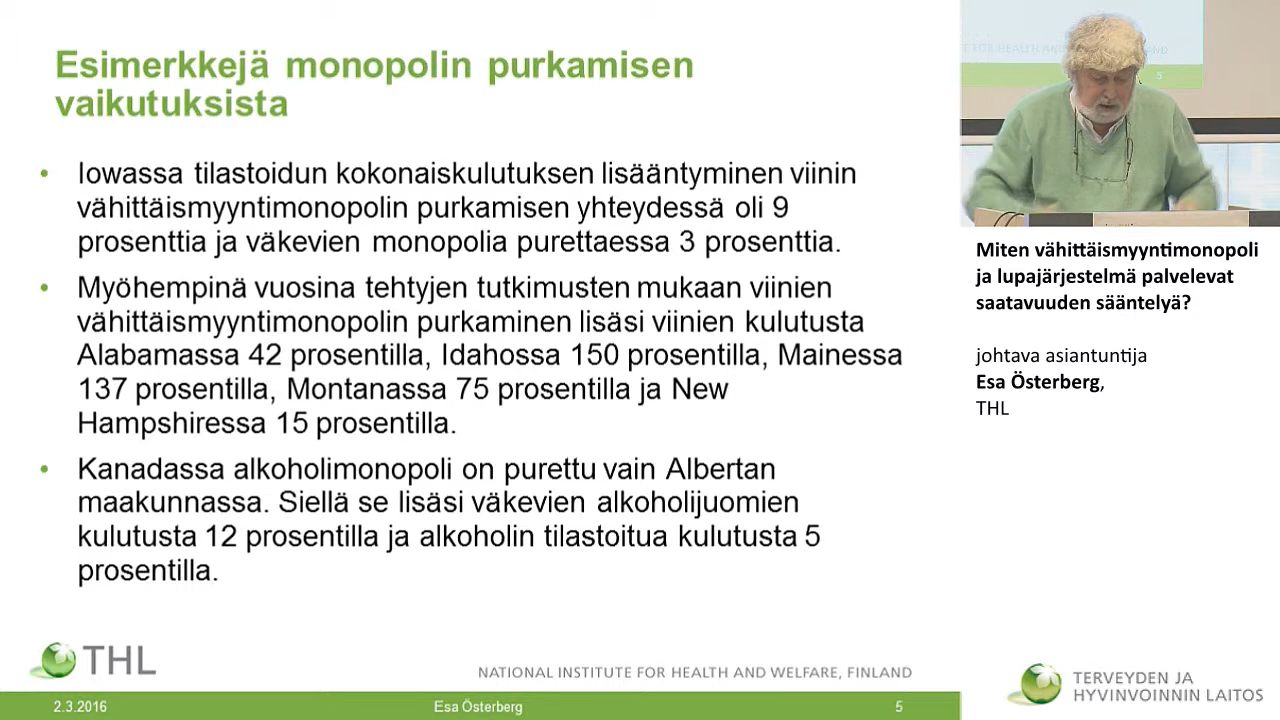 Esimerkkejä monopolin purkamisen
vaikutuksista
• Iowassa tilastoidun kokonaiskulutuksen lisääntyminen viinin
vähittäismyyntimonopolin purkamisen yhteydessä oli 9
prosenttia ja väkevien monopolia purettaessa 3 prosenttia.
• Myöhempinä vuosina tehtyjen tutkimusten mukaan viinien
vähittäismyyntimonopolin purkaminen lisäsi viinien kulutusta
Alabamassa 42 prosentilla, Idahossa 150 prosentilla, Mainessa
137 prosentilla, Montanassa 75 prosentilla ja New
Hampshiressa 15 prosentilla.
• Kanadassa alkoholimonopoli on purettu vain Albertan
maakunnassa. Siellä se lisäsi väkevien alkoholijuomien
kulutusta 12 prosentilla ja alkoholin tilastoitua kulutusta 5
prosentilla.
THL
NATIONAL INSTITUTE FOR HEALTH AND WELFARE, FINLAND
2.3.2016 Esa Österberg 5
FOR HEALTH AND
5
Miten vähittäismyyntimonopoli
ja lupajärjestelmä palvelevat
saatavuuden sääntelyä?
johtava asiantuntija
Esa Österberg,
THL
TERVEYDEN JA
HYVINVOINNIN LAITOS